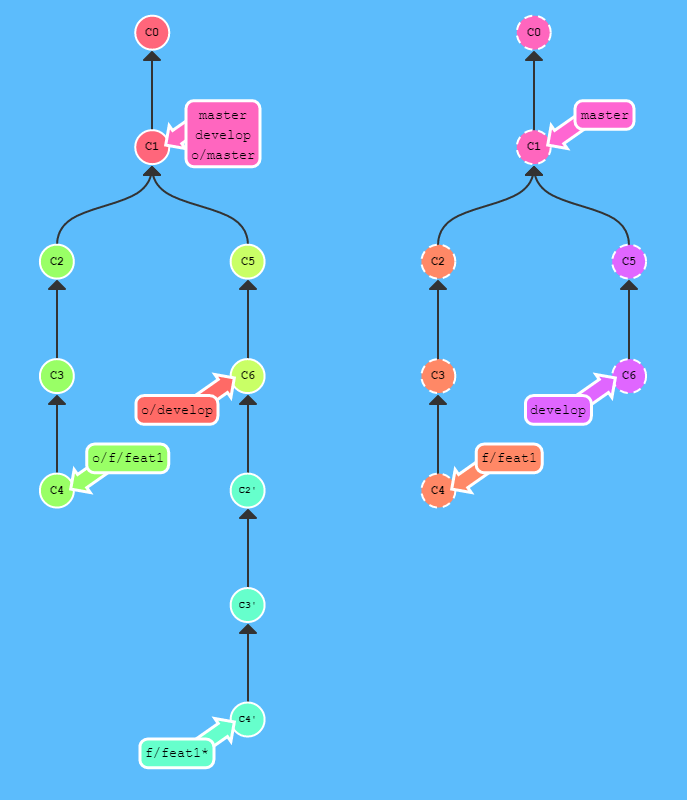 C0
C0
master
develop
o/master
C1
master
C1
C2
C5
C2
C5
C3
C6
C3
C6
o/develop
develop
o/f/feat1
f/feat1
C4
C2'
C4
C3'
C4'
f/feat1*